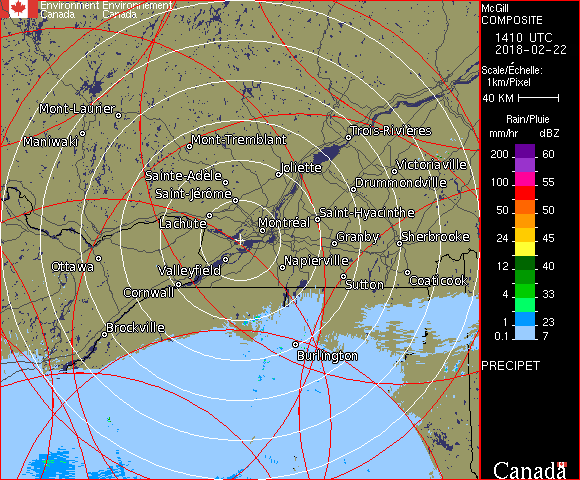 Environment Environnement
Canada Canada
McGill
COMPOSITE
1410 UTC
2018-02-22
Scale/Échelle:
1km/Pixel
40 KM
Rain/Pluie
mm/hr dBZ
200 60
100 55
50 50
24 45
12 40
4 33
1 23
0.1 7
PRECIPET
Canada
Mont-Laurier
Maniwaki
Mont-Tremblant
Trois-Rivières
Joliette
Victoriaville
Sainte-Adèle
Drummondville
Saint-Jérôme
Saint-Hyacinthe
Lachute
Montréal
Granby
Sherbrooke
Ottawa
Valleyfield
Napierville
Cornwall
Sutton
Coaticook
Brockville
Burlington